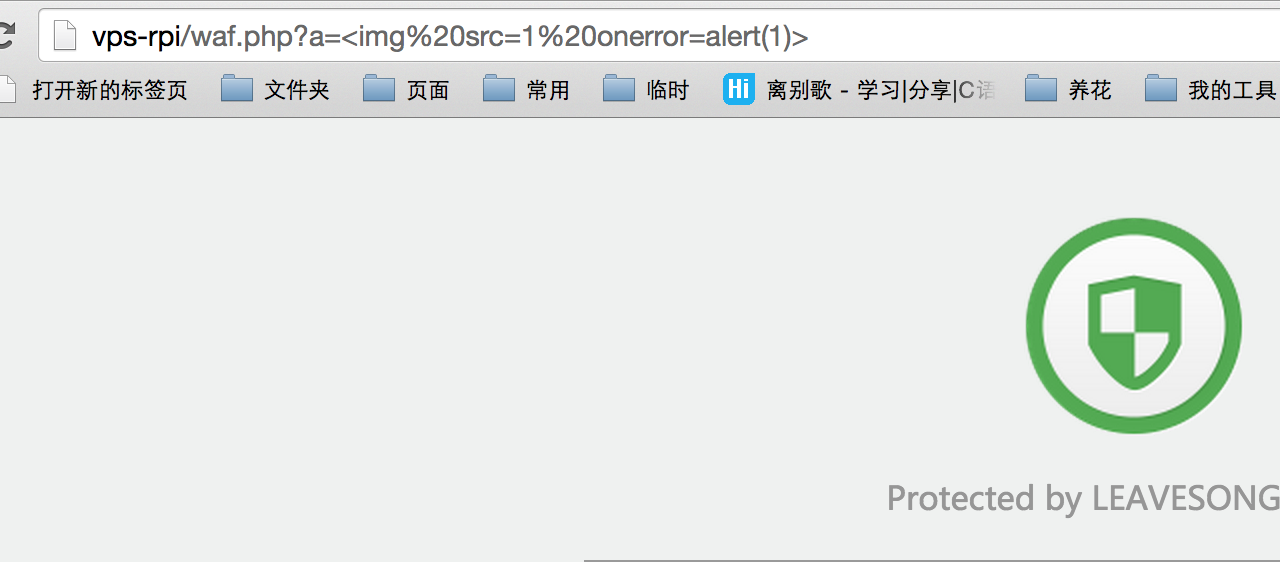 vps-rpi/waf.php?a=<img%20src=1%20onerror=alert(1)>
打开新的标签页 文件夹 页面 常用 临时 Hi 离别歌 - 学习|分享|C语 养花 我的工具
Protected by LEAVESONG